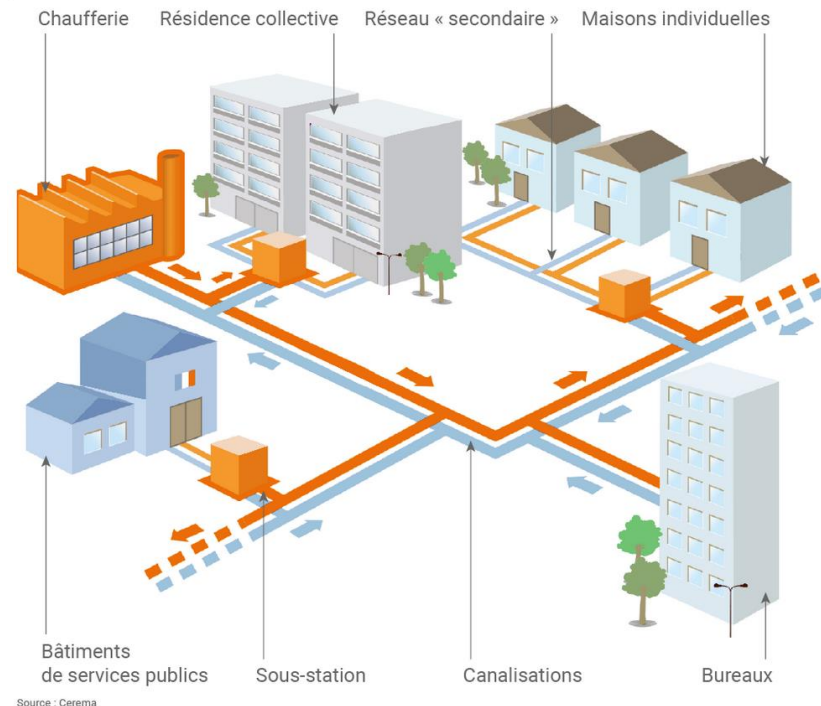 Chaufferie
Résidence collective
Réseau « secondaire »
Maisons individuelles
Bâtiments
de services publics
Sous-station
Canalisations
Bureaux
Source : Cerema